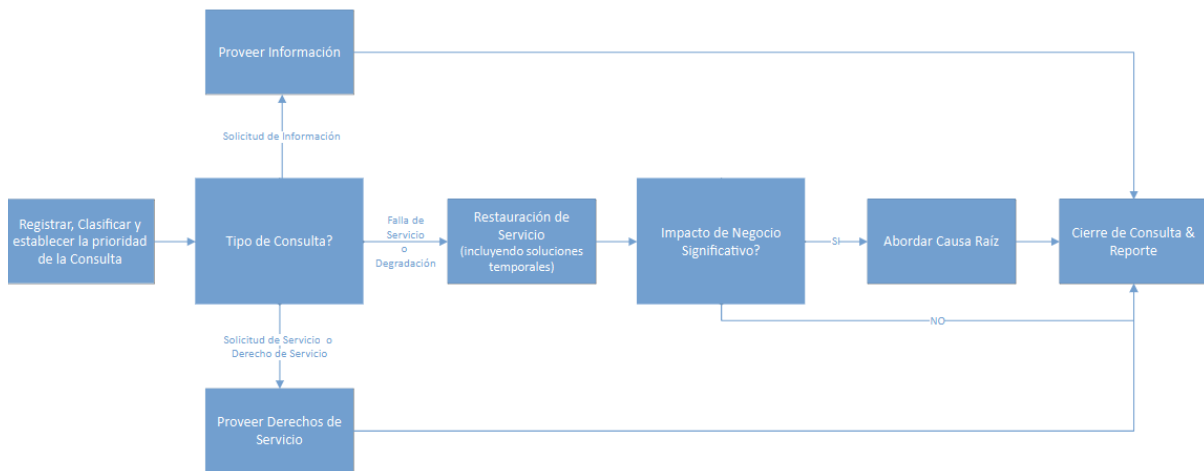 Proveer Información
Solicitud de Información
Registrar, Clasificar y
establecer la prioridad
de la Consulta
Tipo de Consulta?
Falla de
Servicio
o
Degradación
Restauración de
Servicio
(incluyendo soluciones
temporales)
Impacto de Negocio
Significativo?
SI
Abordar Causa Raíz
Cierre de Consulta &
Reporte
NO
Solicitud de Servicio o
Derecho de Servicio
Proveer Derechos de
Servicio